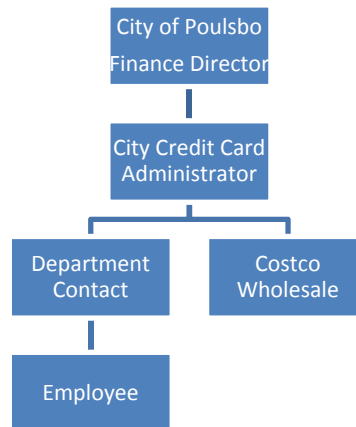 City of Poulsbo
Finance Director
City Credit Card
Administrator
Department
Contact
Costco
Wholesale
Employee